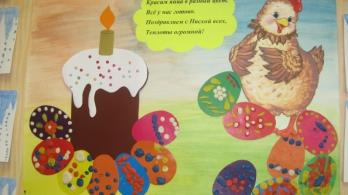 Красим яйца в разный цвет,
Всё у нас готово.
Поздравляем с Пасхой всех,
Теплоты огромной!